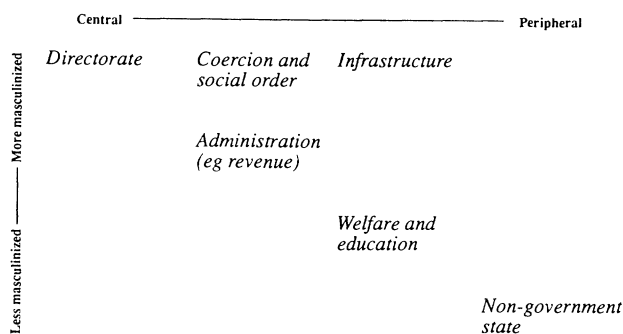 Central
Peripheral
More masculinized
Less masculinized
Directorate
Coercion and
social order
Infrastructure
Administration
(eg revenue)
Welfare and
education
Non-government
state